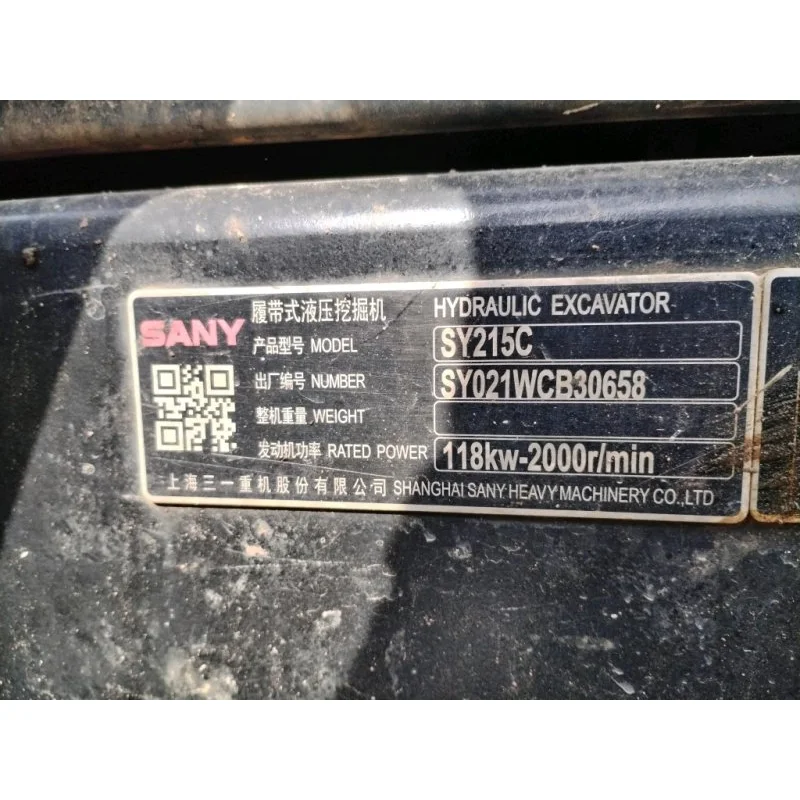 SANY 履带式液压挖掘机 HYDRAULIC EXCAVATOR
产品型号 MODEL SY215C
出厂编号 NUMBER SY021WCB30658
整机重量 WEIGHT
发动机功率 RATED POWER 118kw-2000r/min
上海三一重机股份有限公司 SHANGHAI SANY HEAVY MACHINERY CO.,LTD